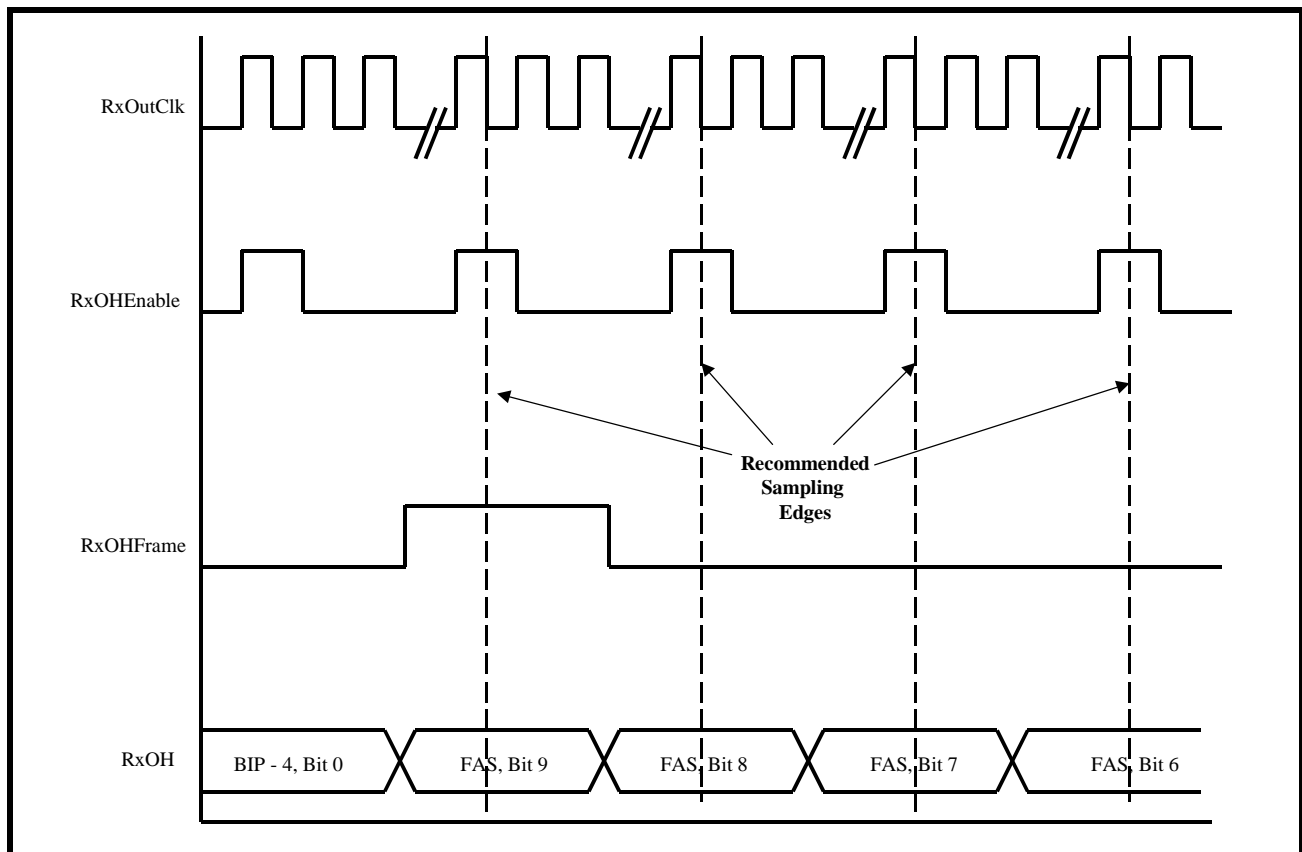 RxOutClk
RxOHEnable
Recommended
Sampling
Edges
RxOHFrame
RxOH
BIP - 4, Bit 0
FAS, Bit 9
FAS, Bit 8
FAS, Bit 7
FAS, Bit 6